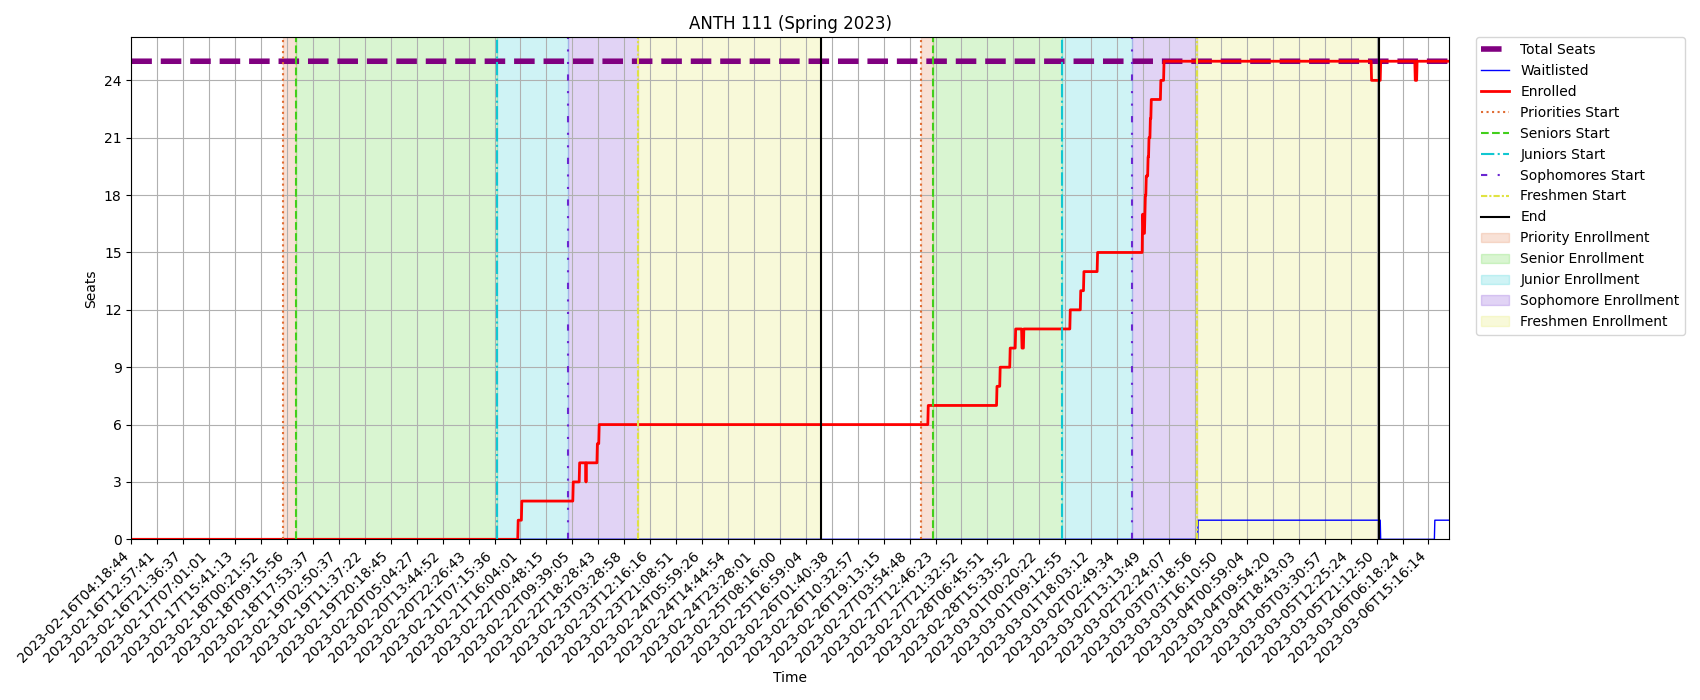 ANTH 111 (Spring 2023)
Seats
24
21
18
15
12
9
6
3
0
2023-02-16T04:18:44
2023-02-16T12:57:41
2023-02-16T21:36:37
2023-02-17T07:01:01
2023-02-17T15:41:13
2023-02-18T00:21:52
2023-02-18T09:15:56
2023-02-18T17:53:37
2023-02-19T02:50:37
2023-02-19T11:37:22
2023-02-19T20:18:45
2023-02-20T05:04:27
2023-02-20T13:44:52
2023-02-20T22:26:43
2023-02-21T07:15:36
2023-02-21T16:04:01
2023-02-22T00:48:15
2023-02-22T09:39:05
2023-02-22T18:28:43
2023-02-23T03:28:58
2023-02-23T12:16:16
2023-02-23T21:08:51
2023-02-24T05:59:26
2023-02-24T14:44:54
2023-02-24T23:28:01
2023-02-25T08:16:00
2023-02-25T16:59:04
2023-02-26T01:40:38
2023-02-26T10:32:57
2023-02-26T19:13:15
2023-02-27T03:54:48
2023-02-27T12:46:23
2023-02-27T21:32:52
2023-02-28T06:45:51
2023-02-28T15:33:52
2023-03-01T00:20:22
2023-03-01T09:12:55
2023-03-01T18:03:12
2023-03-02T02:49:34
2023-03-02T13:13:49
2023-03-02T22:24:07
2023-03-03T07:18:56
2023-03-03T16:10:50
2023-03-04T00:59:04
2023-03-04T09:54:20
2023-03-04T18:43:03
2023-03-05T03:30:57
2023-03-05T12:25:24
2023-03-05T21:12:50
2023-03-06T06:18:24
2023-03-06T15:16:14
Time
Total Seats
Waitlisted
Enrolled
Priorities Start
Seniors Start
Juniors Start
Sophomores Start
Freshmen Start
End
Priority Enrollment
Senior Enrollment
Junior Enrollment
Sophomore Enrollment
Freshmen Enrollment